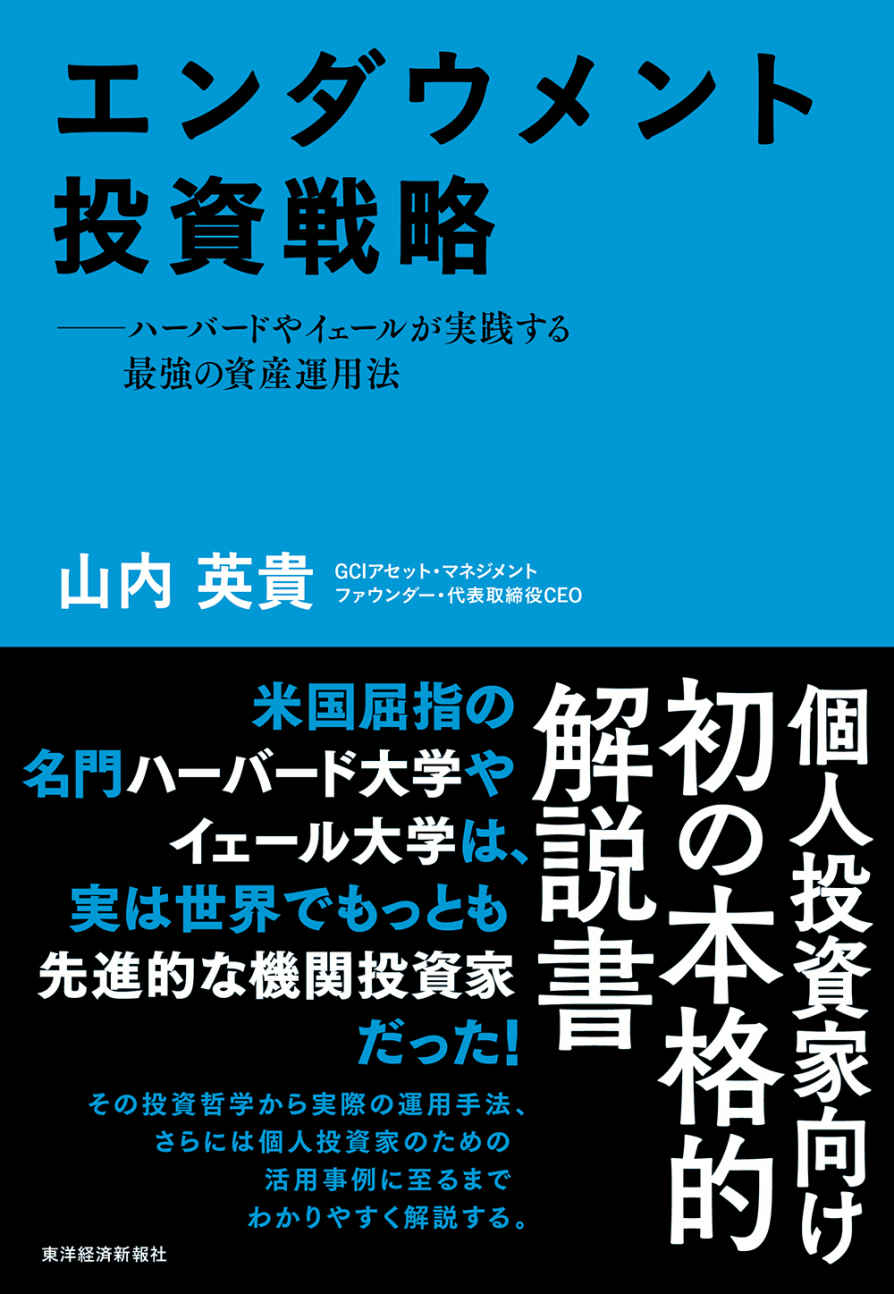 エンダウメント
投資戦略
──ハーバードやイェールが実践する
最強の資産運用法
山内 英貴
GCIアセット・マネジメント
ファウンダー・代表取締役CEO
個人投資家向け
初の本格的
解説書
米国屈指の
名門ハーバード大学や
イェール大学は、
実は世界でもっとも
先進的な機関投資家
だった!
その投資哲学から実際の運用手法、
さらには個人投資家のための
活用事例に至るまで
わかりやすく解説する。
東洋経済新報社